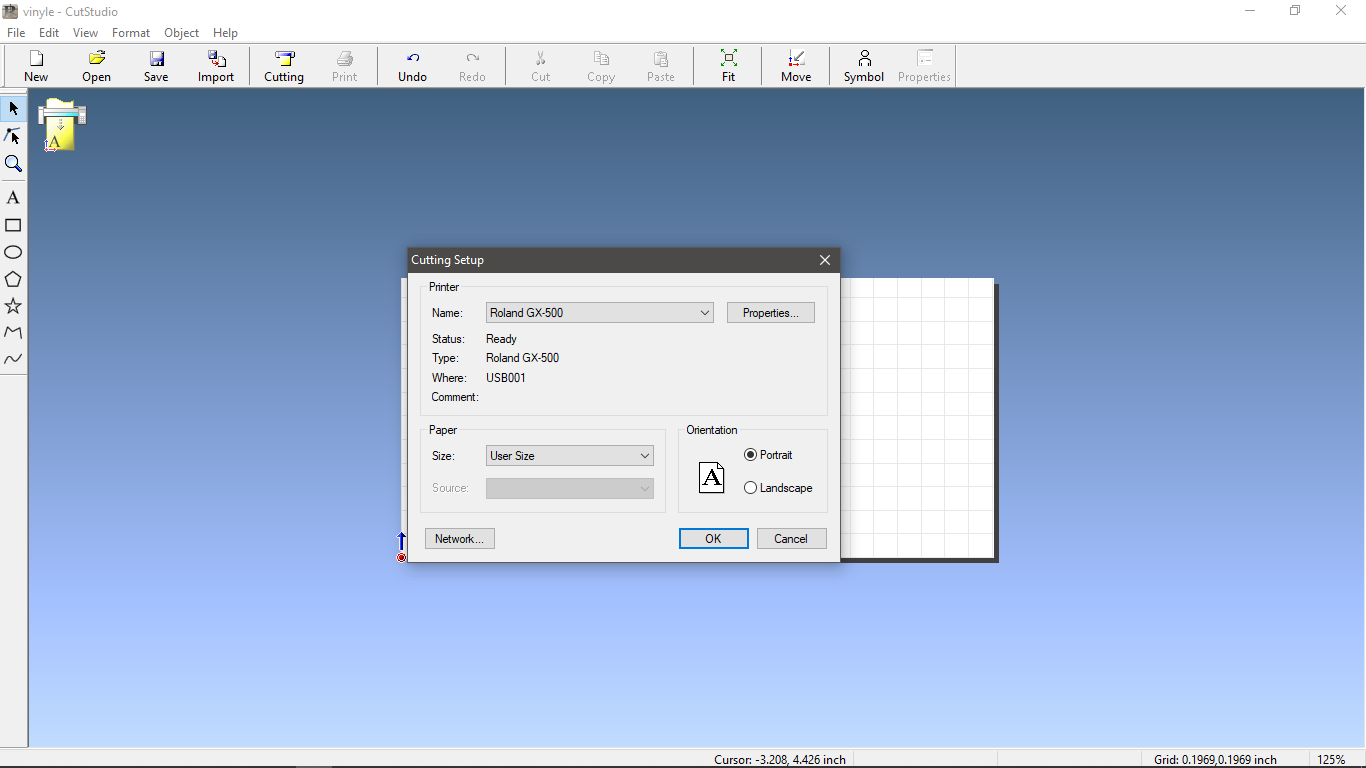 vinyle - CutStudio
File Edit View Format Object Help
New Open Save Import Cutting Print Undo Redo Cut Copy Paste Fit Move Symbol Properties
A
A
Cutting Setup
Printer
Name: Roland GX-500 Properties...
Status: Ready
Type: Roland GX-500
Where: USB001
Comment:
Paper
Size: User Size
Source:
Orientation
A
Portrait
Landscape
Network... OK Cancel
Cursor: -3.208, 4.426 inch Grid: 0.1969,0.1969 inch 125%